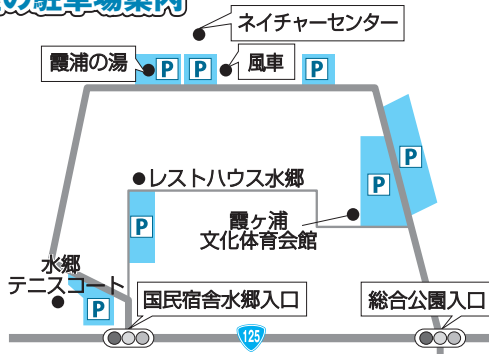 の駐車場案内
ネイチャーセンター
霞浦の湯
P
P
風車
P
P
P
レストハウス水郷
P
霞ヶ浦
文化体育会館
水郷
テニスコート
P
国民宿舎水郷入口
総合公園入口
125